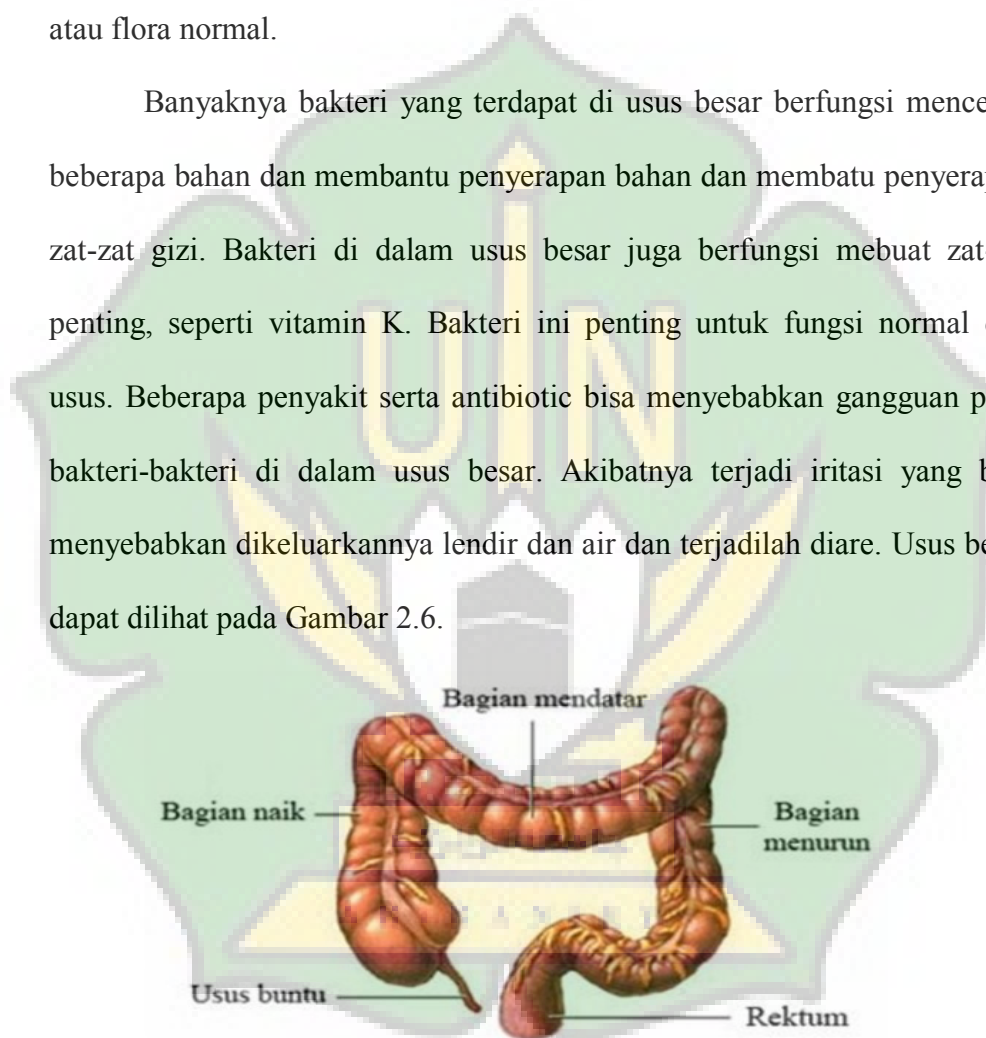 atau flora normal.
Banyaknya bakteri yang terdapat di usus besar berfungsi mence
beberapa bahan dan membantu penyerapan bahan dan membatu penyera
zat-zat gizi. Bakteri di dalam usus besar juga berfungsi mebuat zat-
penting, seperti vitamin K. Bakteri ini penting untuk fungsi normal
usus. Beberapa penyakit serta antibiotic bisa menyebabkan gangguan p
bakteri-bakteri di dalam usus besar. Akibatnya terjadi iritasi yang b
menyebabkan dikeluarkannya lendir dan air dan terjadilah diare. Usus be
dapat dilihat pada Gambar 2.6.
UIN
Bagian mendatar
Bagian naik
Bagian
menurun
Usus buntu
Rektum